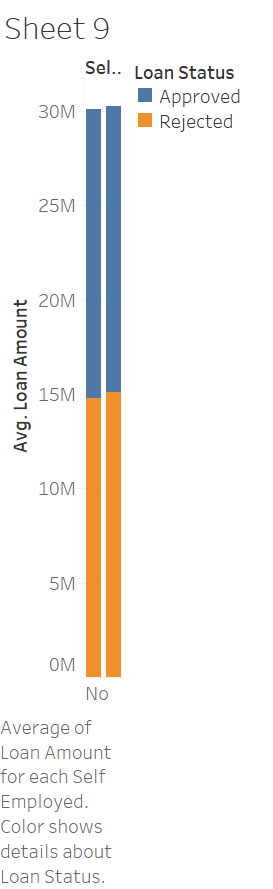 Sheet 9
Sel..
Loan Status
Approved
Rejected
Avg. Loan Amount
30M
25M
20M
15M
10M
5M
0M
No
Average of
Loan Amount
for each Self
Employed.
Color shows
details about
Loan Status.